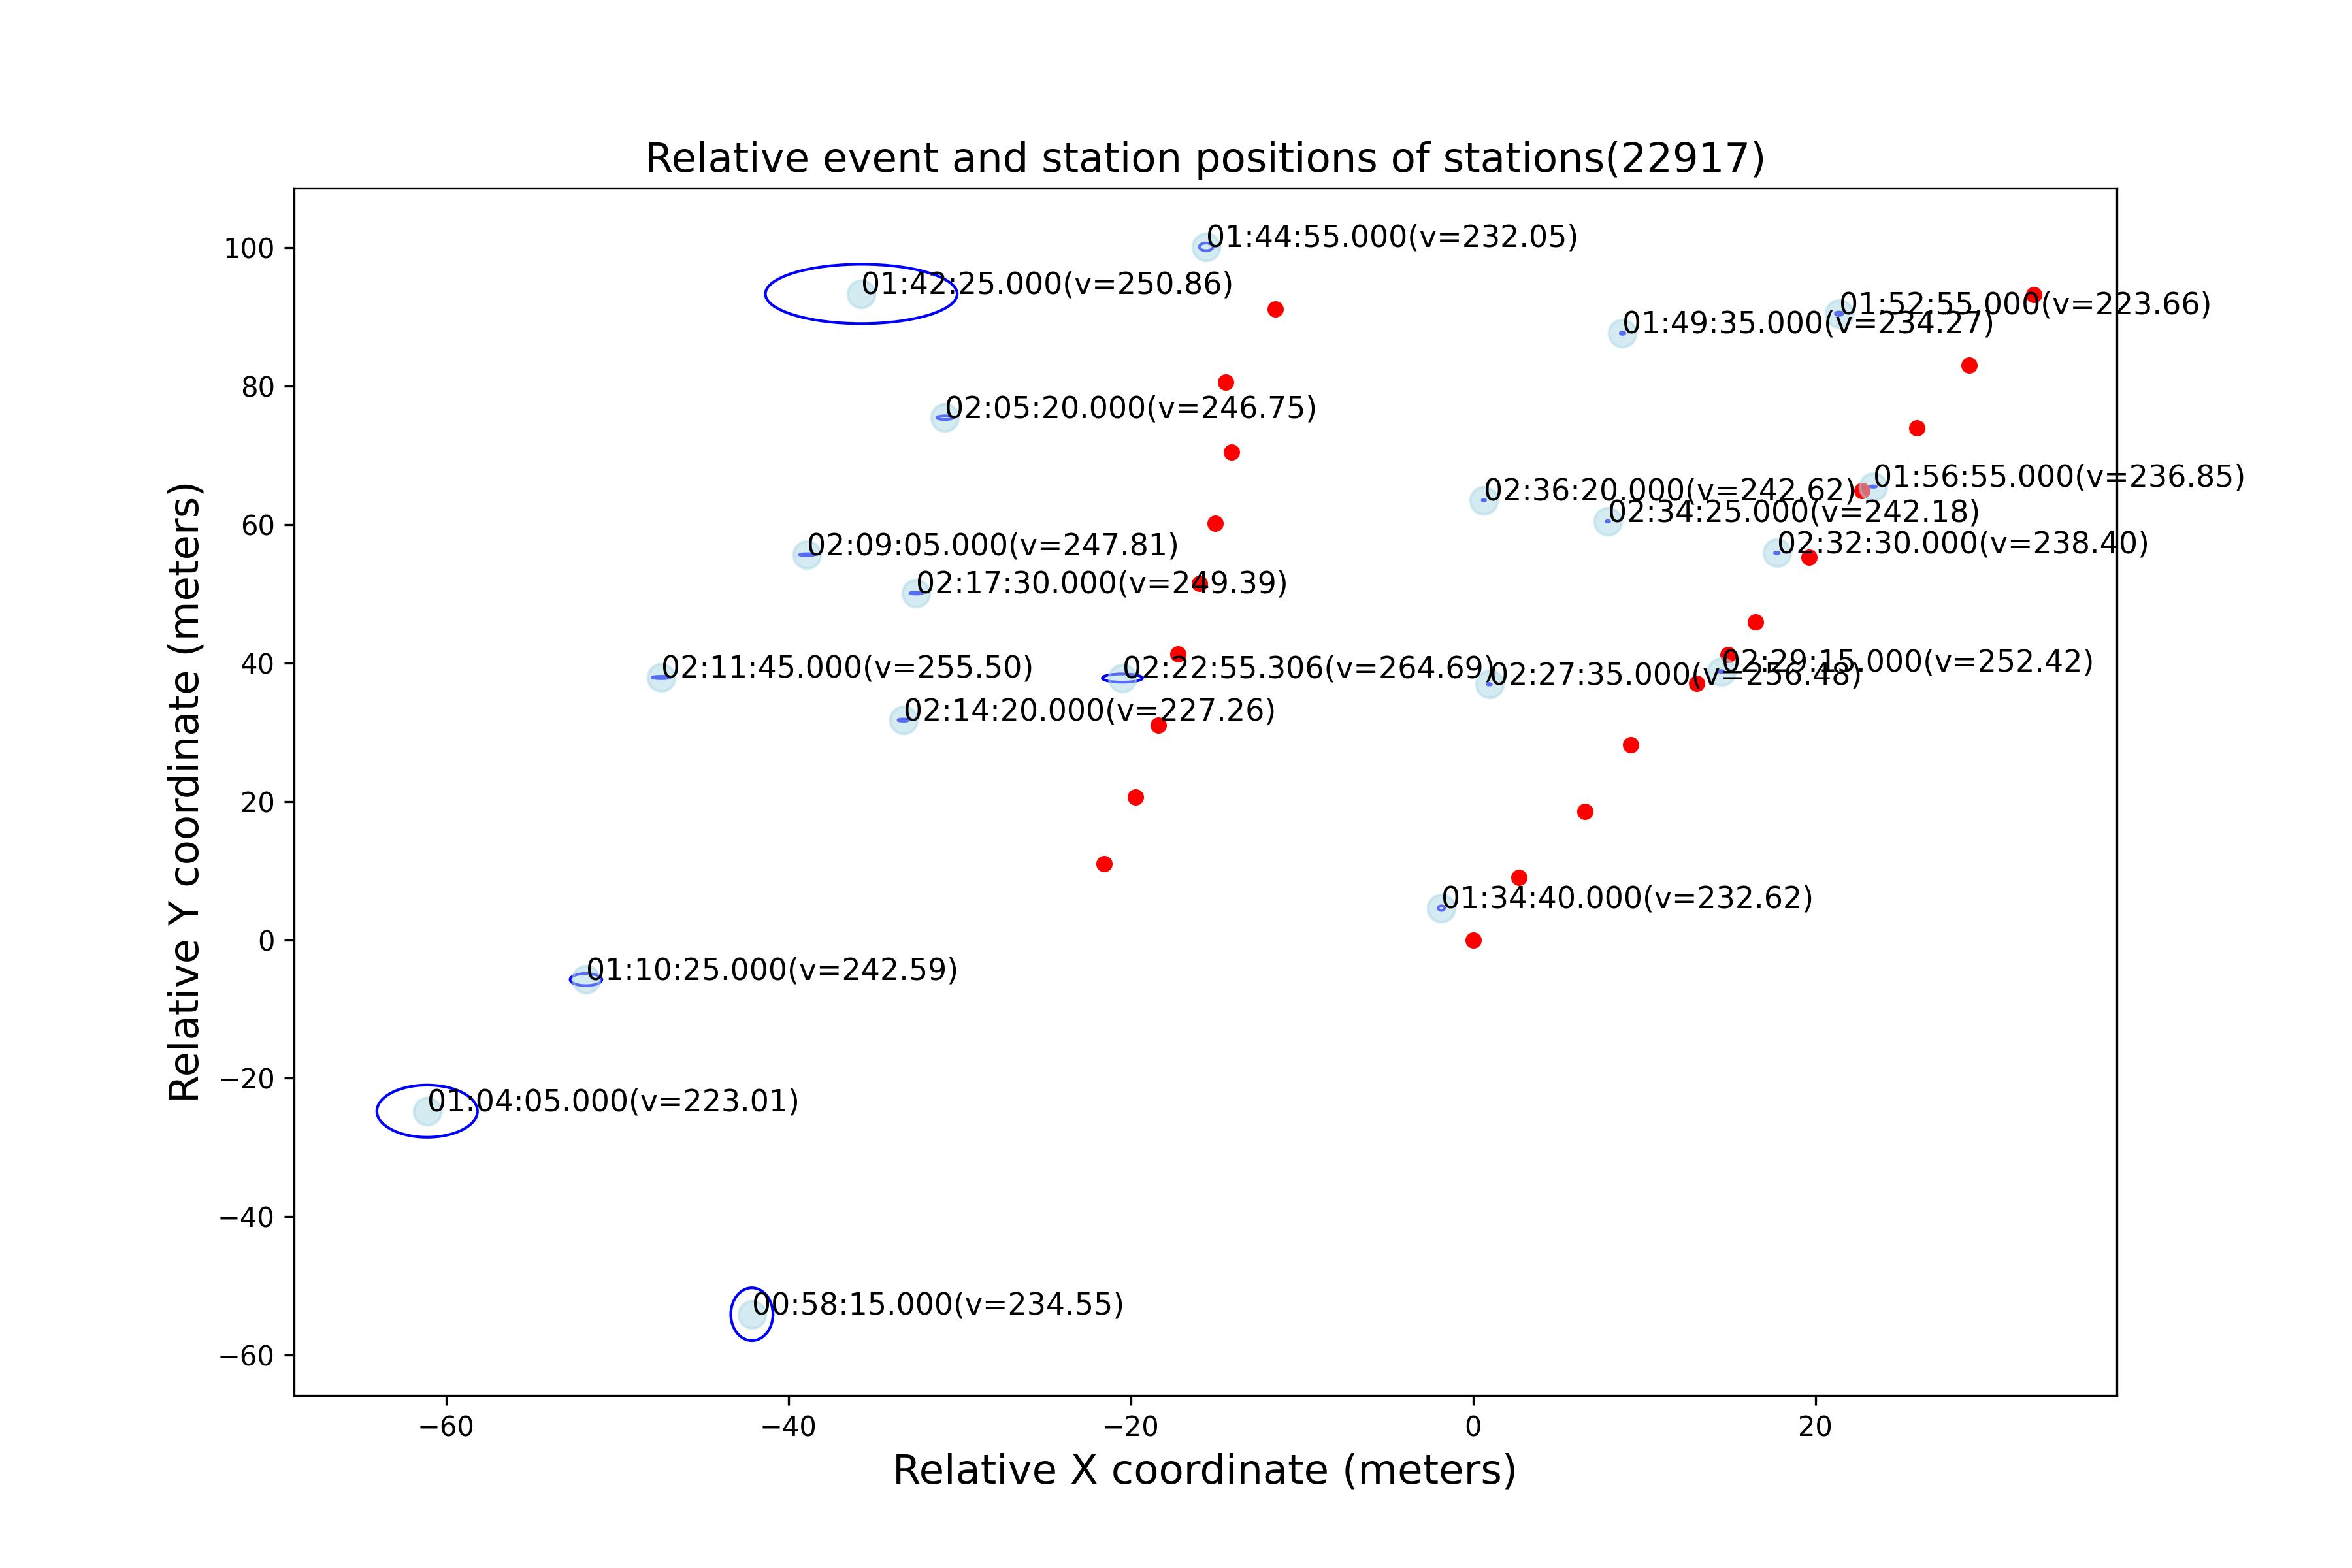 Relative event and station positions of stations(22917)
Relative Y coordinate (meters)
100
80
60
40
20
0
−20
−40
−60
01:44:55.000(v=232.05)
01:42:25.000(v=250.86)
01:52:55.000(v=223.66)
01:49:35.000(v=234.27)
02:05:20.000(v=246.75)
01:56:55.000(v=236.85)
02:36:20.000(v=242.62)
02:34:25.000(v=242.18)
02:32:30.000(v=238.40)
02:09:05.000(v=247.81)
02:17:30.000(v=249.39)
02:11:45.000(v=255.50)
02:22:55.306(v=264.69)
02:29:15.000(v=252.42)
02:27:35.000(v=256.48)
02:14:20.000(v=227.26)
01:34:40.000(v=232.62)
01:10:25.000(v=242.59)
01:04:05.000(v=223.01)
00:58:15.000(v=234.55)
−60 −40 −20 0 20
Relative X coordinate (meters)